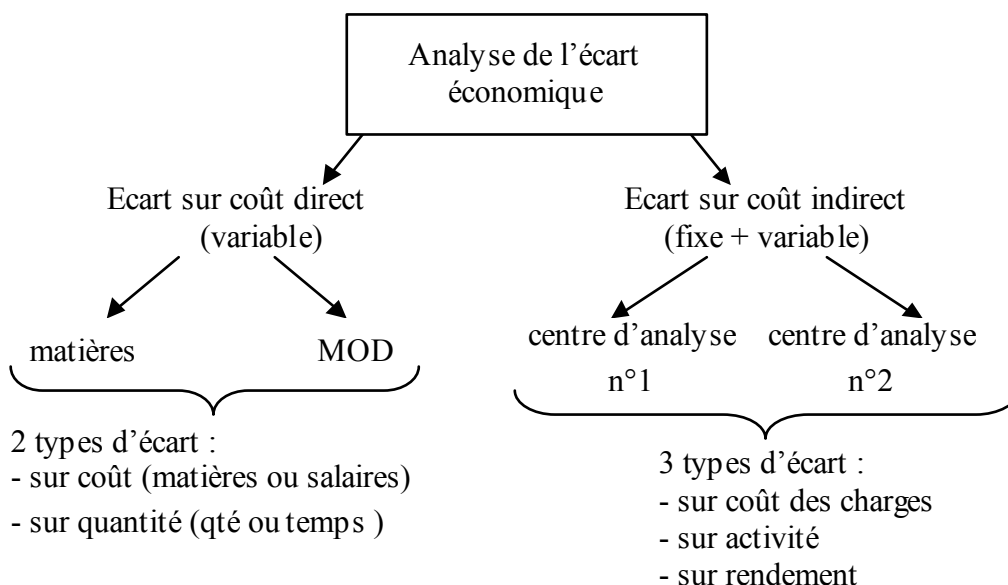 Analyse de l'écart
économique
Ecart sur coût direct
(variable)
Ecart sur coût indirect
(fixe + variable)
matières
MOD
centre d'analyse
n°1
centre d'analyse
n°2
2 types d'écart :
- sur coût (matières ou salaires)
- sur quantité (qté ou temps )
3 types d'écart :
- sur coût des charges
- sur activité
- sur rendement